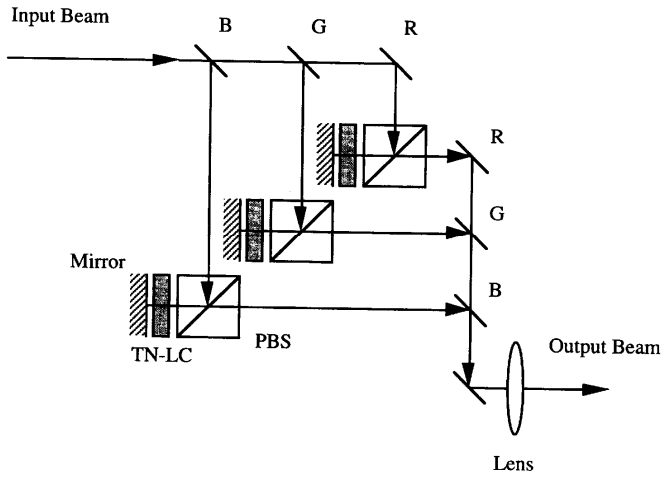 Input Beam
B
G
R
R
G
Mirror
B
TN-LC
PBS
Output Beam
Lens